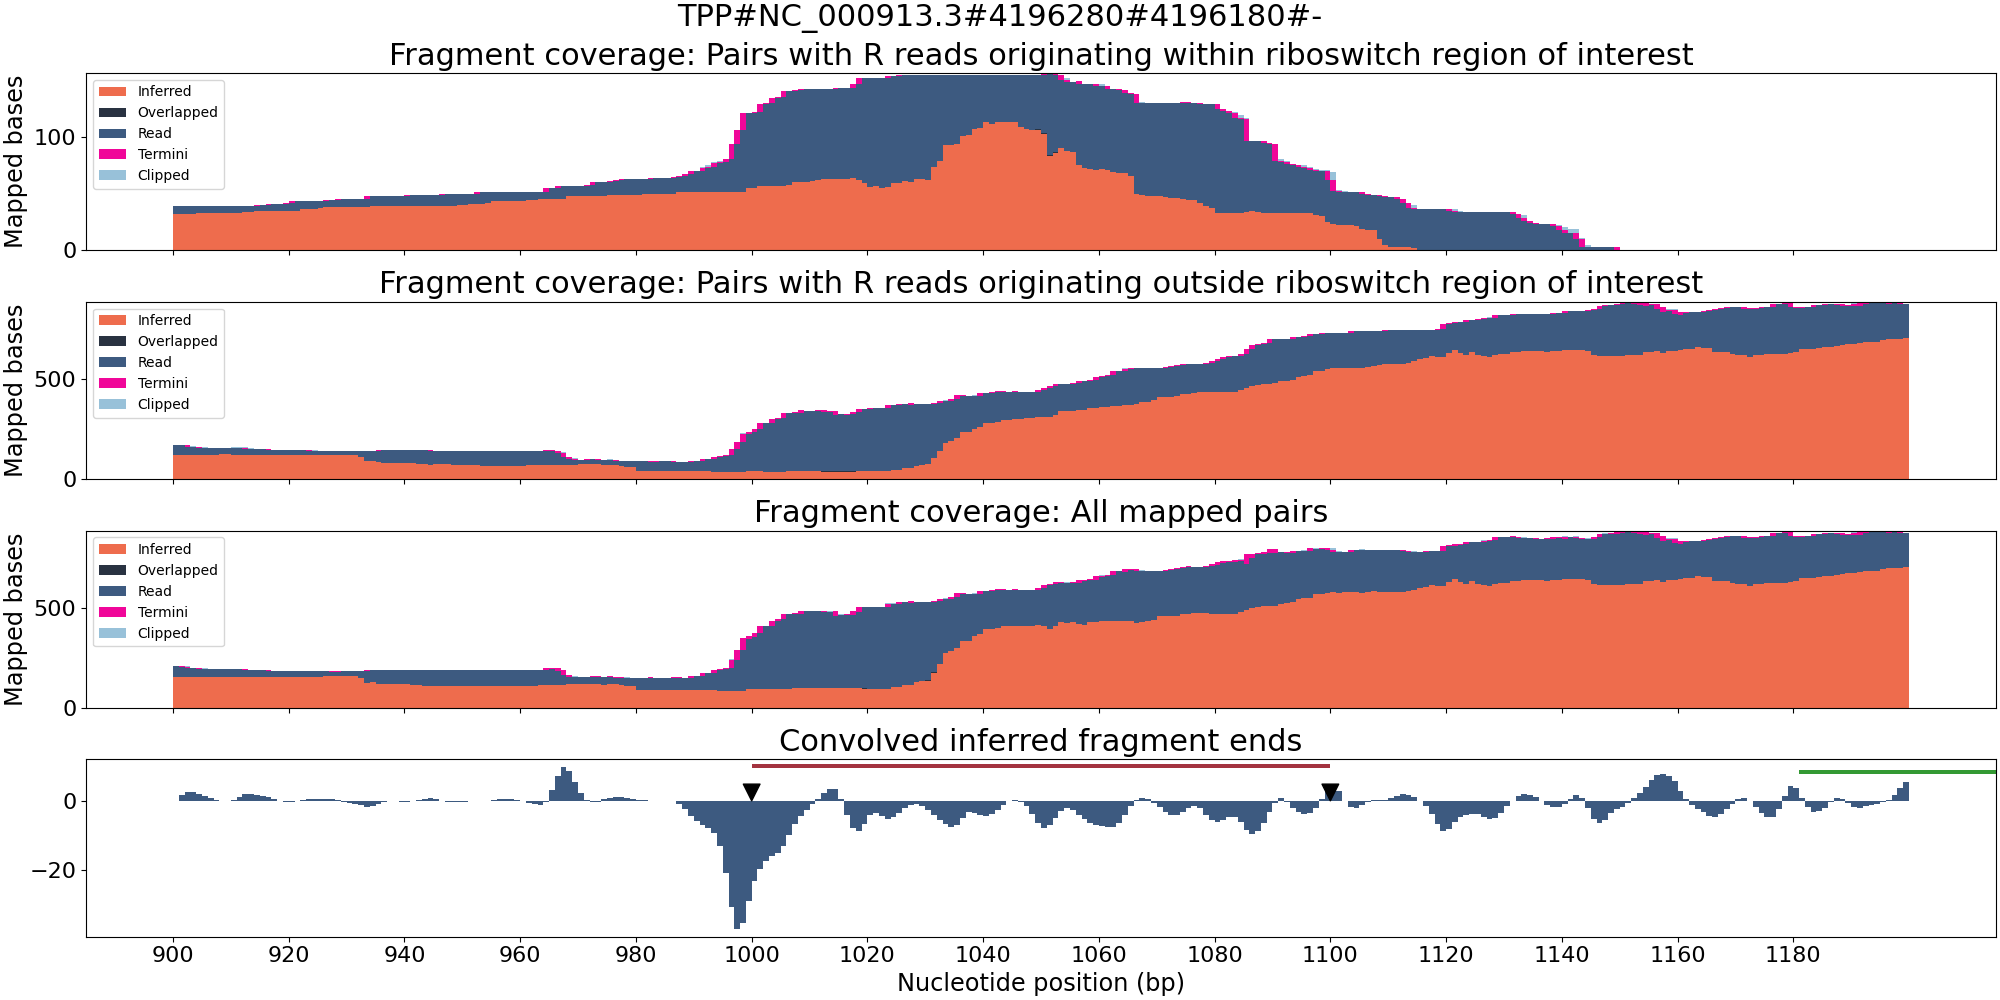 TPP#NC_000913.3#4196280#4196180#-
Fragment coverage: Pairs with R reads originating within riboswitch region of interest
Mapped bases
100
0
Inferred
Overlapped
Read
Termini
Clipped
Fragment coverage: Pairs with R reads originating outside riboswitch region of interest
Mapped bases
500
0
Inferred
Overlapped
Read
Termini
Clipped
Fragment coverage: All mapped pairs
Mapped bases
500
0
Inferred
Overlapped
Read
Termini
Clipped
Convolved inferred fragment ends
0
−20
900 920 940 960 980 1000 1020 1040 1060 1080 1100 1120 1140 1160 1180
Nucleotide position (bp)